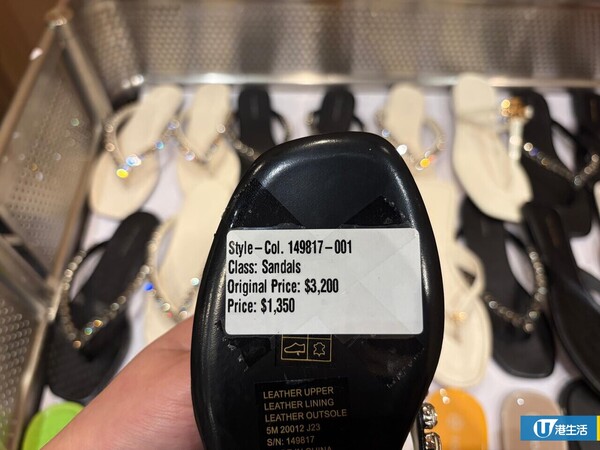 Style-Col. 149817-001
Class: Sandals
Original Price: $3,200
Price: $1,350
LEATHER UPPER
LEATHER LINING
LEATHER OUTSOLE
5M 20012 J23
S/N: 149817
U港生活